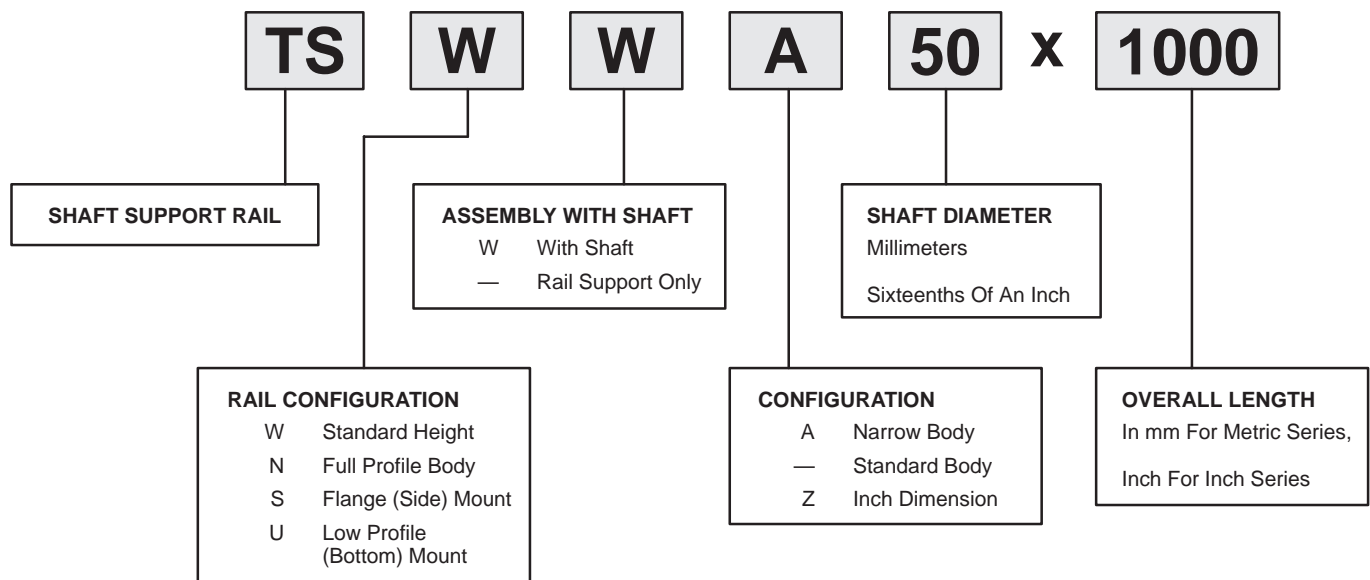 TS W W A 50 x 1000
SHAFT SUPPORT RAIL
ASSEMBLY WITH SHAFT
W With Shaft
— Rail Support Only
SHAFT DIAMETER
Millimeters
Sixteenths Of An Inch
RAIL CONFIGURATION
W Standard Height
N Full Profile Body
S Flange (Side) Mount
U Low Profile
(Bottom) Mount
CONFIGURATION
A Narrow Body
— Standard Body
Z Inch Dimension
OVERALL LENGTH
In mm For Metric Series,
Inch For Inch Series